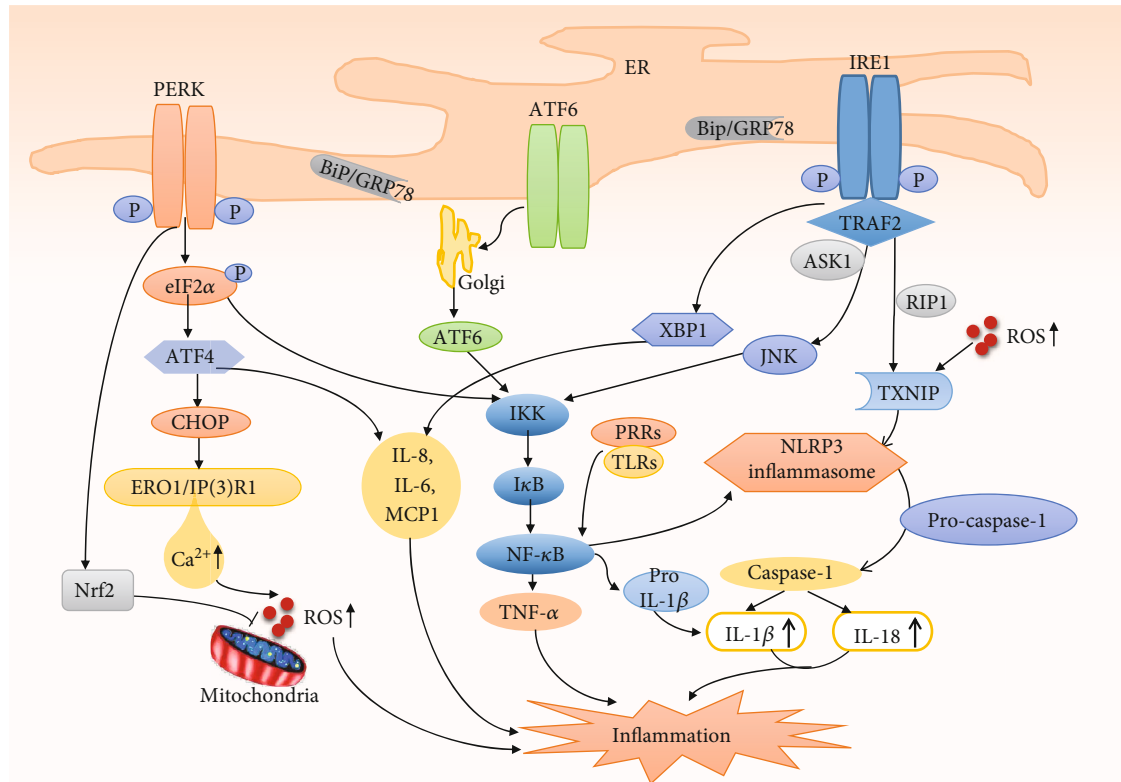 ER
IRE1
PERK
ATF6
Bip/GRP78
BiP/GRP78
P
P
P
P
TRAF2
ASK1
eIF2α
P
Golgi
RIP1
ATF6
XBP1
ROS
ATF4
JNK
TXNIP
CHOP
IKK
PRRs
TLRs
NLRP3
inflammasome
IL-8,
IL-6,
MCP1
ERO1/IP(3)R1
IκB
Pro-caspase-1
Ca2+
NF-κB
Pro
IL-1β
Caspase-1
Nrf2
ROS
TNF-α
IL-1β
IL-18
Mitochondria
Inflammation